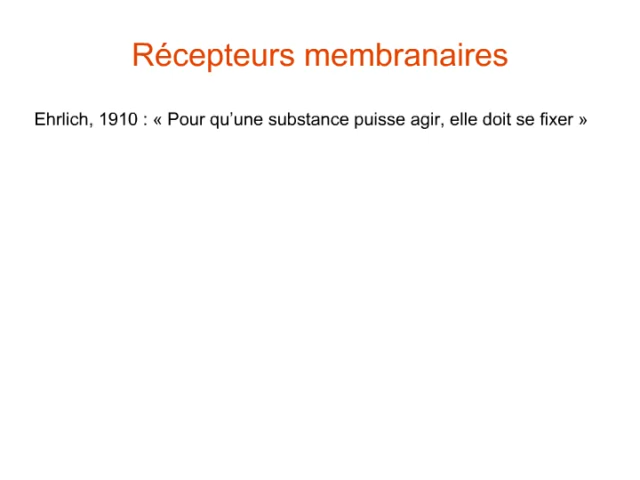 Récepteurs membranaires
Ehrlich, 1910 : « Pour qu’une substance puisse agir, elle doit se fixer »